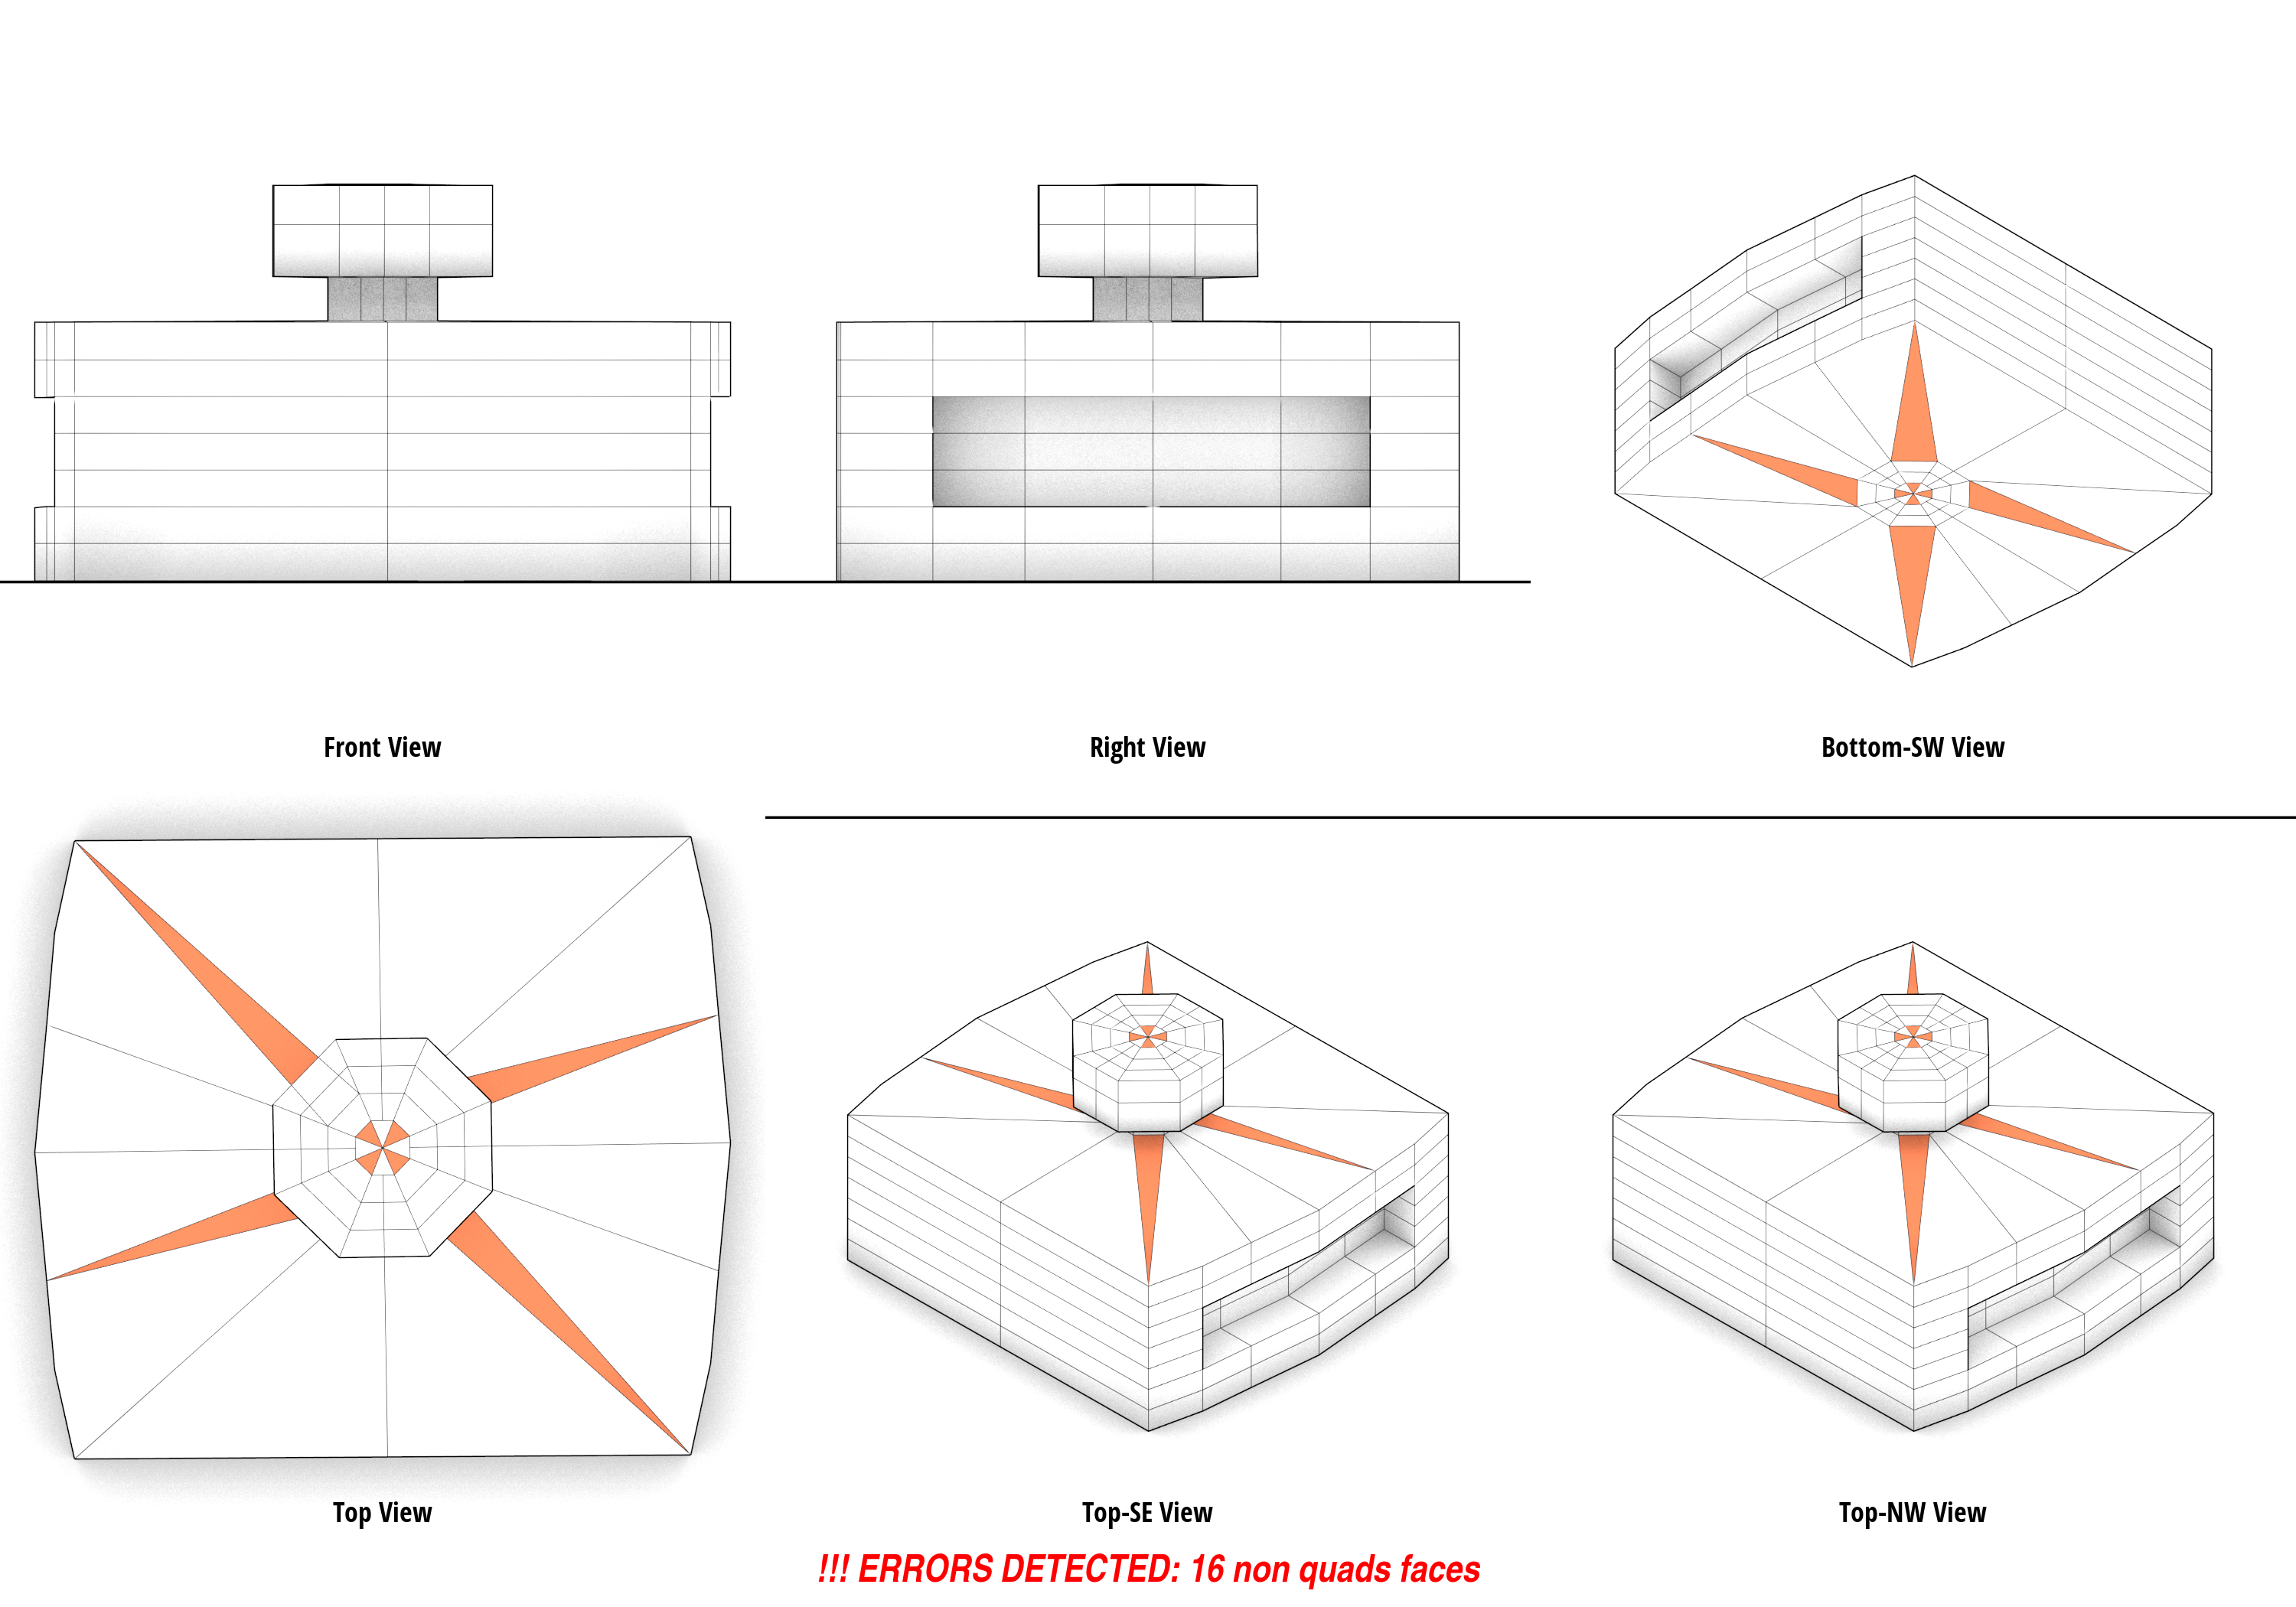 Front View
Right View
Bottom-SW View
Top View
Top-SE View
Top-NW View
!!! ERRORS DETECTED: 16 non quads faces